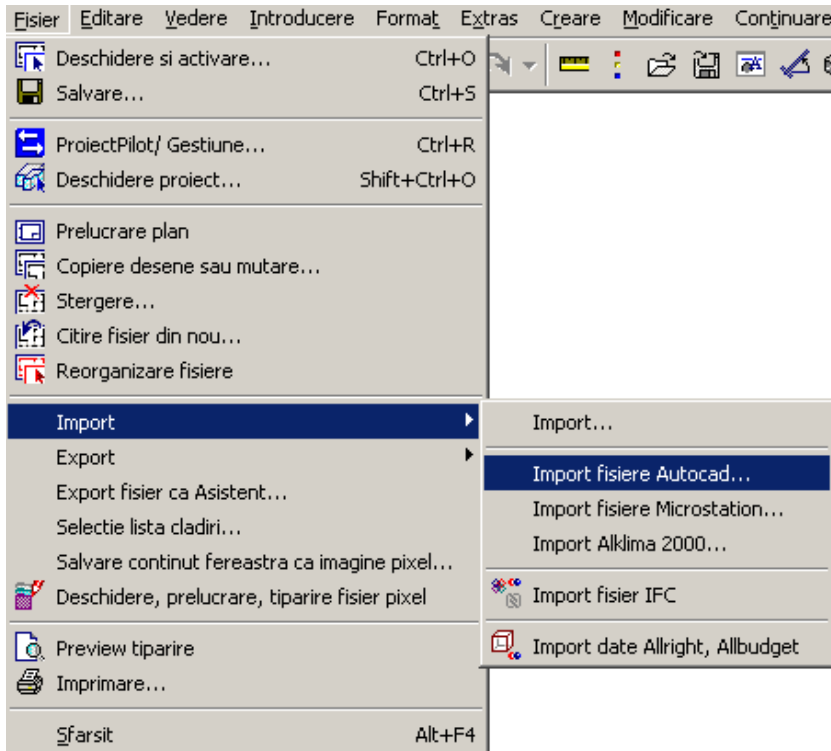 Fisier Editare Vedere Introducere Format Extras Creare Modificare Continuare
Deschidere si activare... Ctrl+O
Salvare... Ctrl+S
ProiectPilot/ Gestiune... Ctrl+R
Deschidere proiect... Shift+Ctrl+O
Prelucrare plan
Copiere desene sau mutare...
Stergere...
Citire fisier din nou...
Reorganizare fisiere
Import
Export
Export fisier ca Asistent...
Selectie lista cladiri...
Salvare continut fereastra ca imagine pixel...
Deschidere, prelucrare, tiparire fisier pixel
Preview tiparire
Imprimare...
Sfarsit Alt+F4
Import...
Import fisiere Autocad...
Import fisiere Microstation...
Import Alklima 2000...
Import fisier IFC
Import date Allright, Allbudget